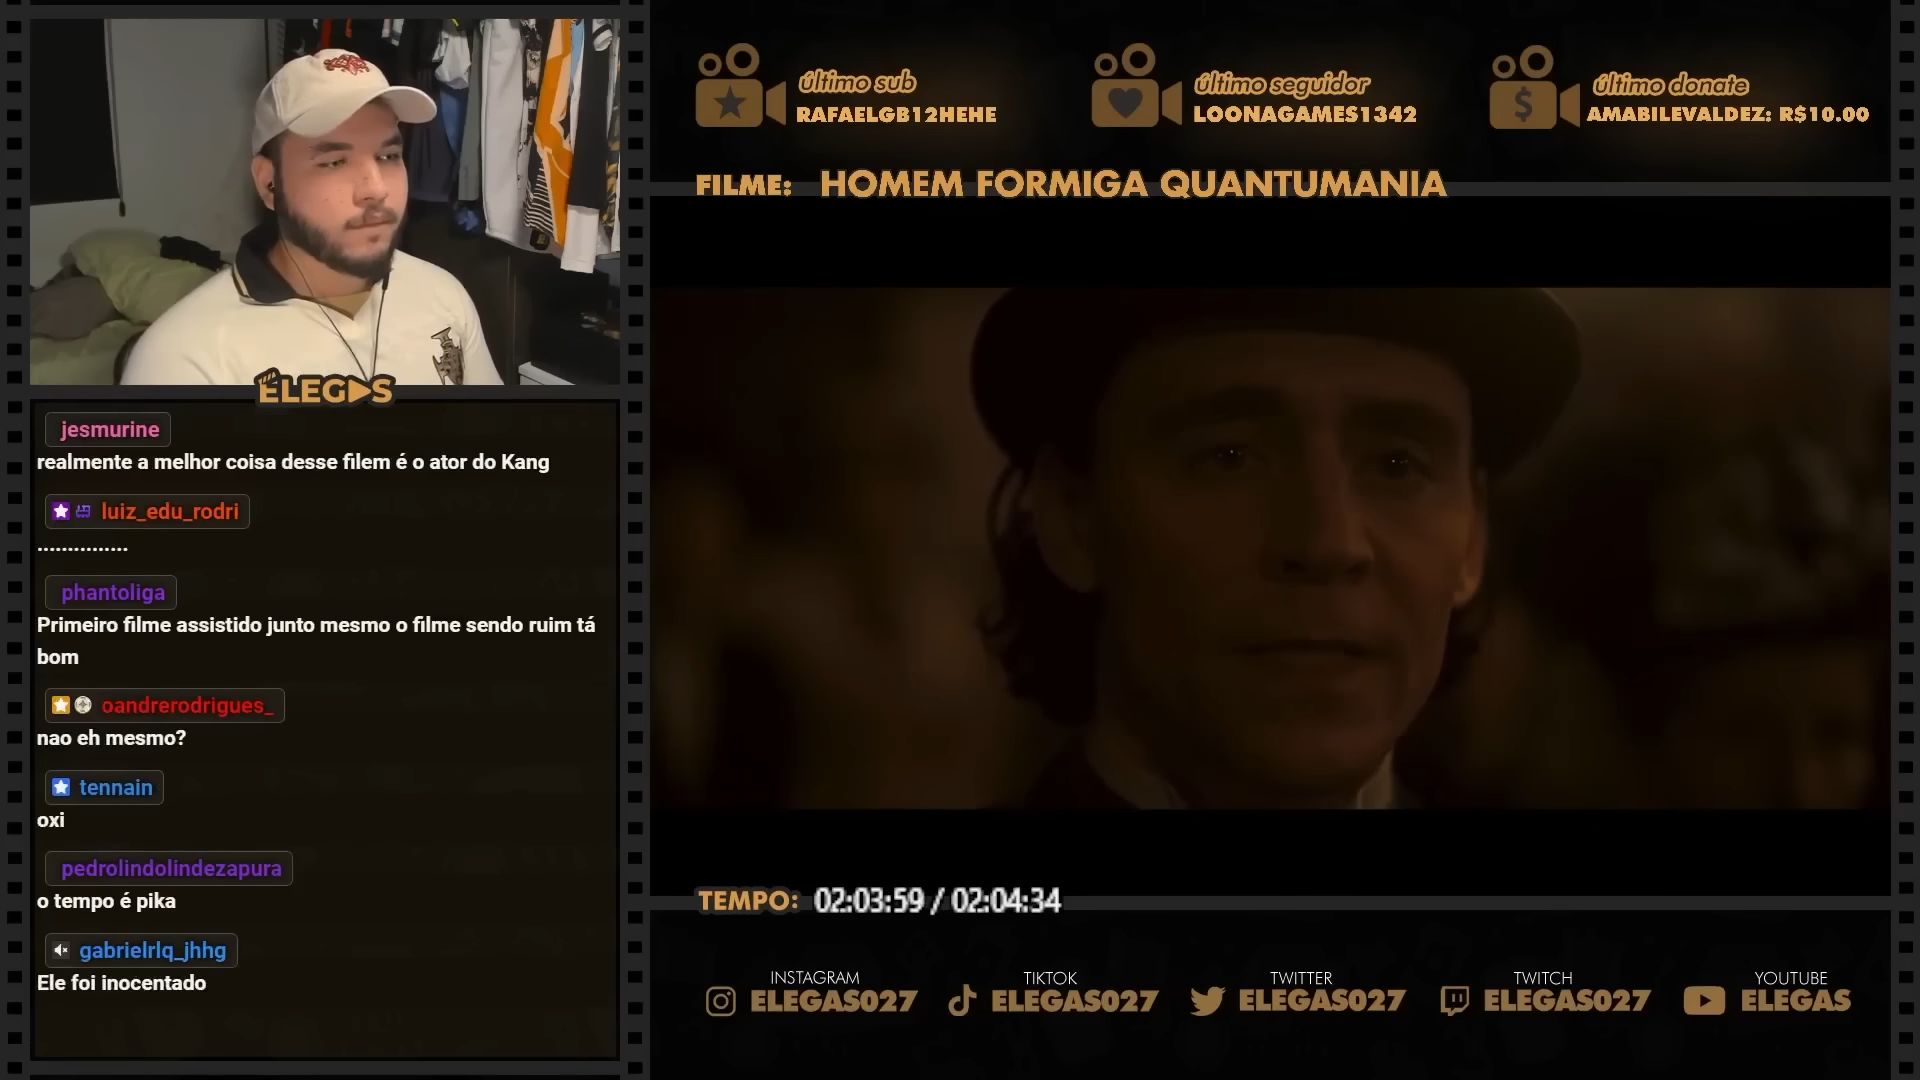 último sub
RAFAELGB12HEHE
último seguidor
LOONAGAMES1342
último donate
AMABILEVALDEZ: R$10.00
FILME: HOMEM FORMIGA QUANTUMANIA
ELEGAS
jesmurine
realmente a melhor coisa desse filem é o ator do Kang
luiz_edu_rodri
...............
phantoliga
Primeiro filme assistido junto mesmo o filme sendo ruim tá
bom
oandrerodrigues_
nao eh mesmo?
tennain
oxi
pedrolindolindezapura
o tempo é pika
gabrielrlq_jhhg
Ele foi inocentado
TEMPO: 02:03:59 / 02:04:34
INSTAGRAM
ELEGAS027
TIKTOK
ELEGAS027
TWITTER
ELEGAS027
TWITCH
ELEGAS027
YOUTUBE
ELEGAS